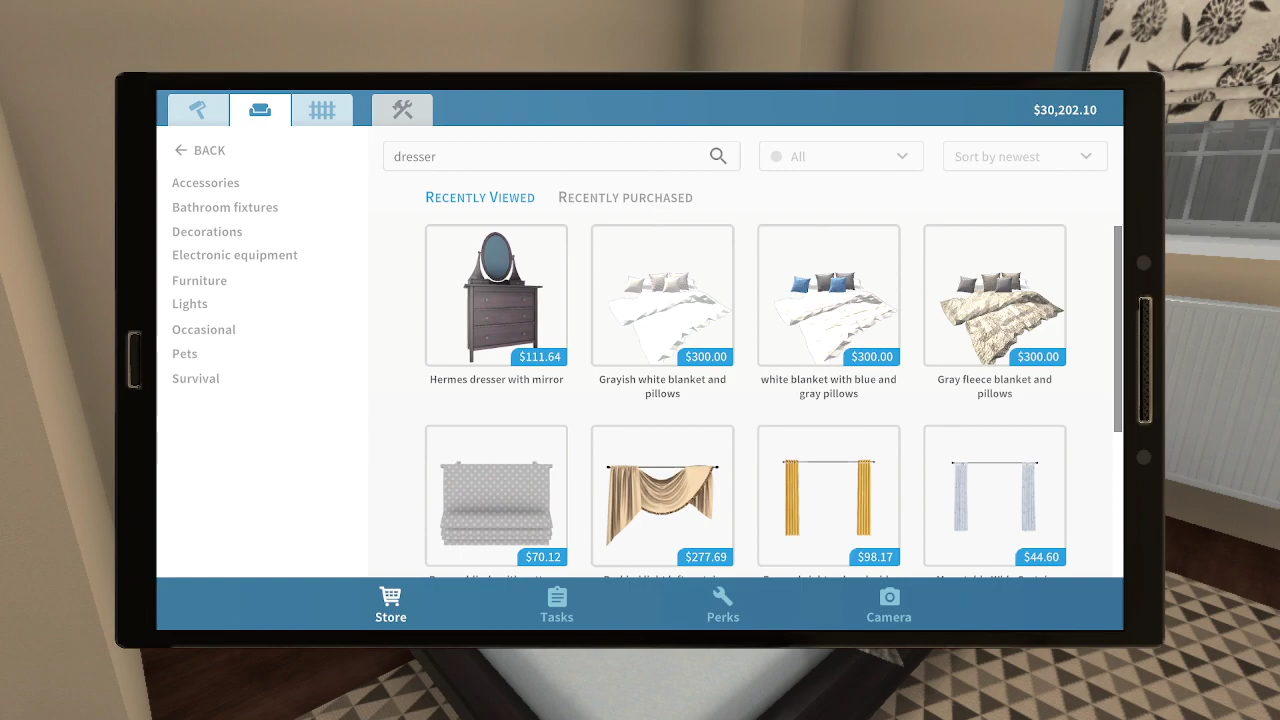 $30,202.10
BACK
dresser
All
Sort by newest
Accessories
Bathroom fixtures
Decorations
Electronic equipment
Furniture
Lights
Occasional
Pets
Survival
RECENTLY VIEWED
RECENTLY PURCHASED
$111.64
$300.00
$300.00
$300.00
Hermes dresser with mirror
Grayish white blanket and
pillows
white blanket with blue and
gray pillows
Gray fleece blanket and
pillows
$70.12
$277.69
$98.17
$44.60
Store
Tasks
Perks
Camera